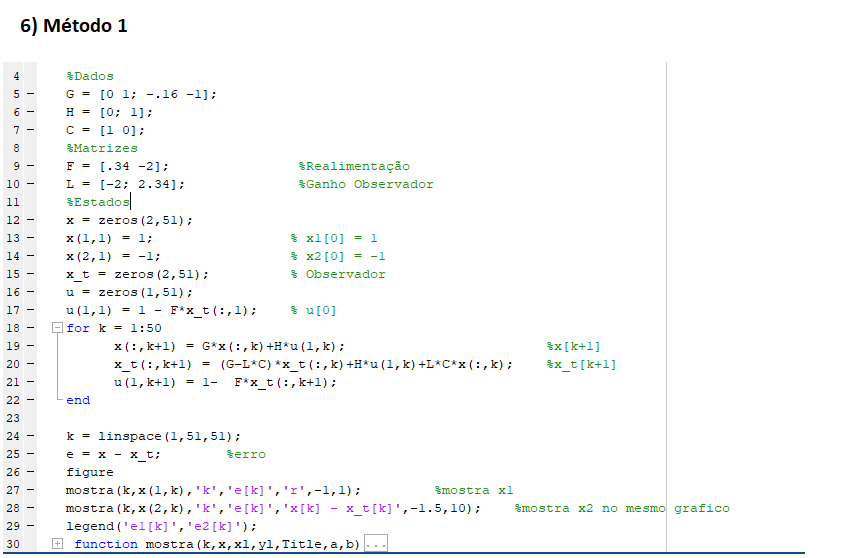 6) Método 1
4 %Dados
5 – G = [0 1; -.16 -1];
6 – H = [0; 1];
7 – C = [1 0];
8 %Matrizes
9 – F = [.34 -2]; %Realimentação
10 – L = [-2; 2.34]; %Ganho Observador
11 %Estados
12 – x = zeros(2,51);
13 – x(1,1) = 1; % x1[0] = 1
14 – x(2,1) = -1; % x2[0] = -1
15 – x_t = zeros(2,51); % Observador
16 – u = zeros(1,51);
17 – u(1,1) = 1 - F*x_t(:,1); % u[0]
18 – for k = 1:50
19 – x(:,k+1) = G*x(:,k)+H*u(1,k); %x[k+1]
20 – x_t(:,k+1) = (G-L*C)*x_t(:,k)+H*u(1,k)+L*C*x(:,k); %x_t[k+1]
21 – u(1,k+1) = 1- F*x_t(:,k+1);
22 – end
23
24 – k = linspace(1,51,51);
25 – e = x - x_t; %erro
26 – figure
27 – mostra(k,x(1,k),'k','e[k]','r',-1,1); %mostra x1
28 – mostra(k,x(2,k),'k','e[k]','x[k] - x_t[k]',-1.5,10); %mostra x2 no mesmo grafico
29 – legend('e1[k]','e2[k]');
30 function mostra(k,x,xl,yl,Title,a,b) ...